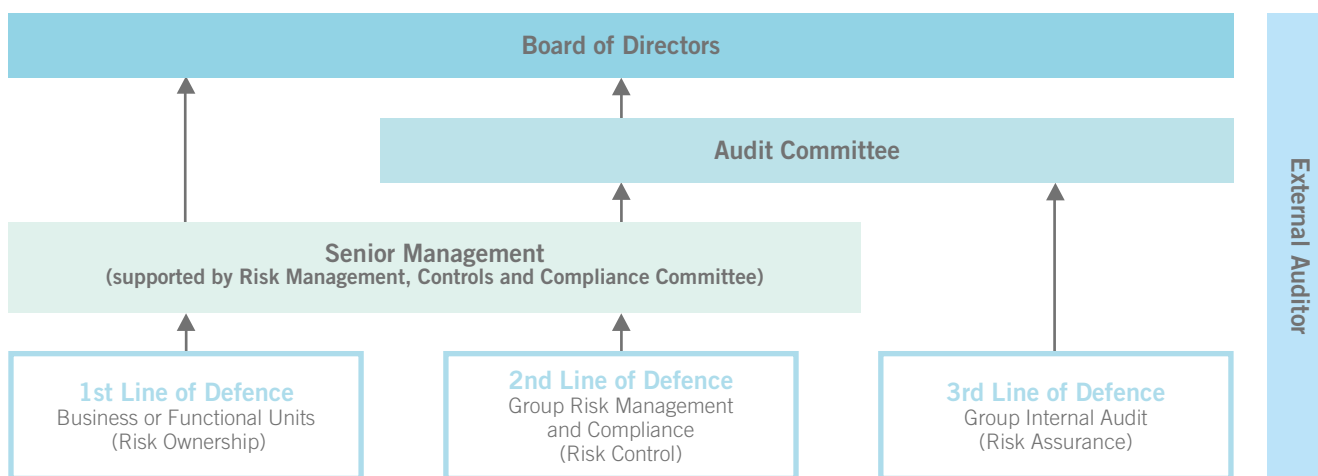 Board of Directors
Audit Committee
Senior Management
(supported by Risk Management, Controls and Compliance Committee)
1st Line of Defence
Business or Functional Units
(Risk Ownership)
2nd Line of Defence
Group Risk Management
and Compliance
(Risk Control)
3rd Line of Defence
Group Internal Audit
(Risk Assurance)
External Auditor